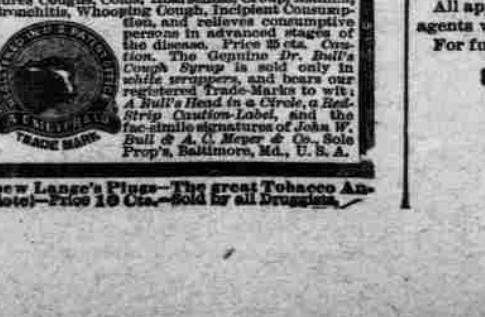 Coughs, Colds,
Bronchitis, Whooping Cough, Incipient Consump-
tion, and relieves consumptive
persons in advanced stages of
the disease. Price 25 cts. Cau-
tion. The Genuine Dr. Bull's
Cough Syrup is sold only in
white wrappers, and bears our
registered Trade-Marks to wit:
A Bull's Head in a Circle, a Red-
Strip Caution-Label, and the
fac-simile signatures of John W.
Bull & A. C. Meyer & Co., Sole
Prop's, Baltimore, Md., U. S. A.
TRADE MARK
Lange's Plugs—The great Tobacco An-
Price 10 Cts.—Sold by all Druggists.
All ap
agents w
For fu